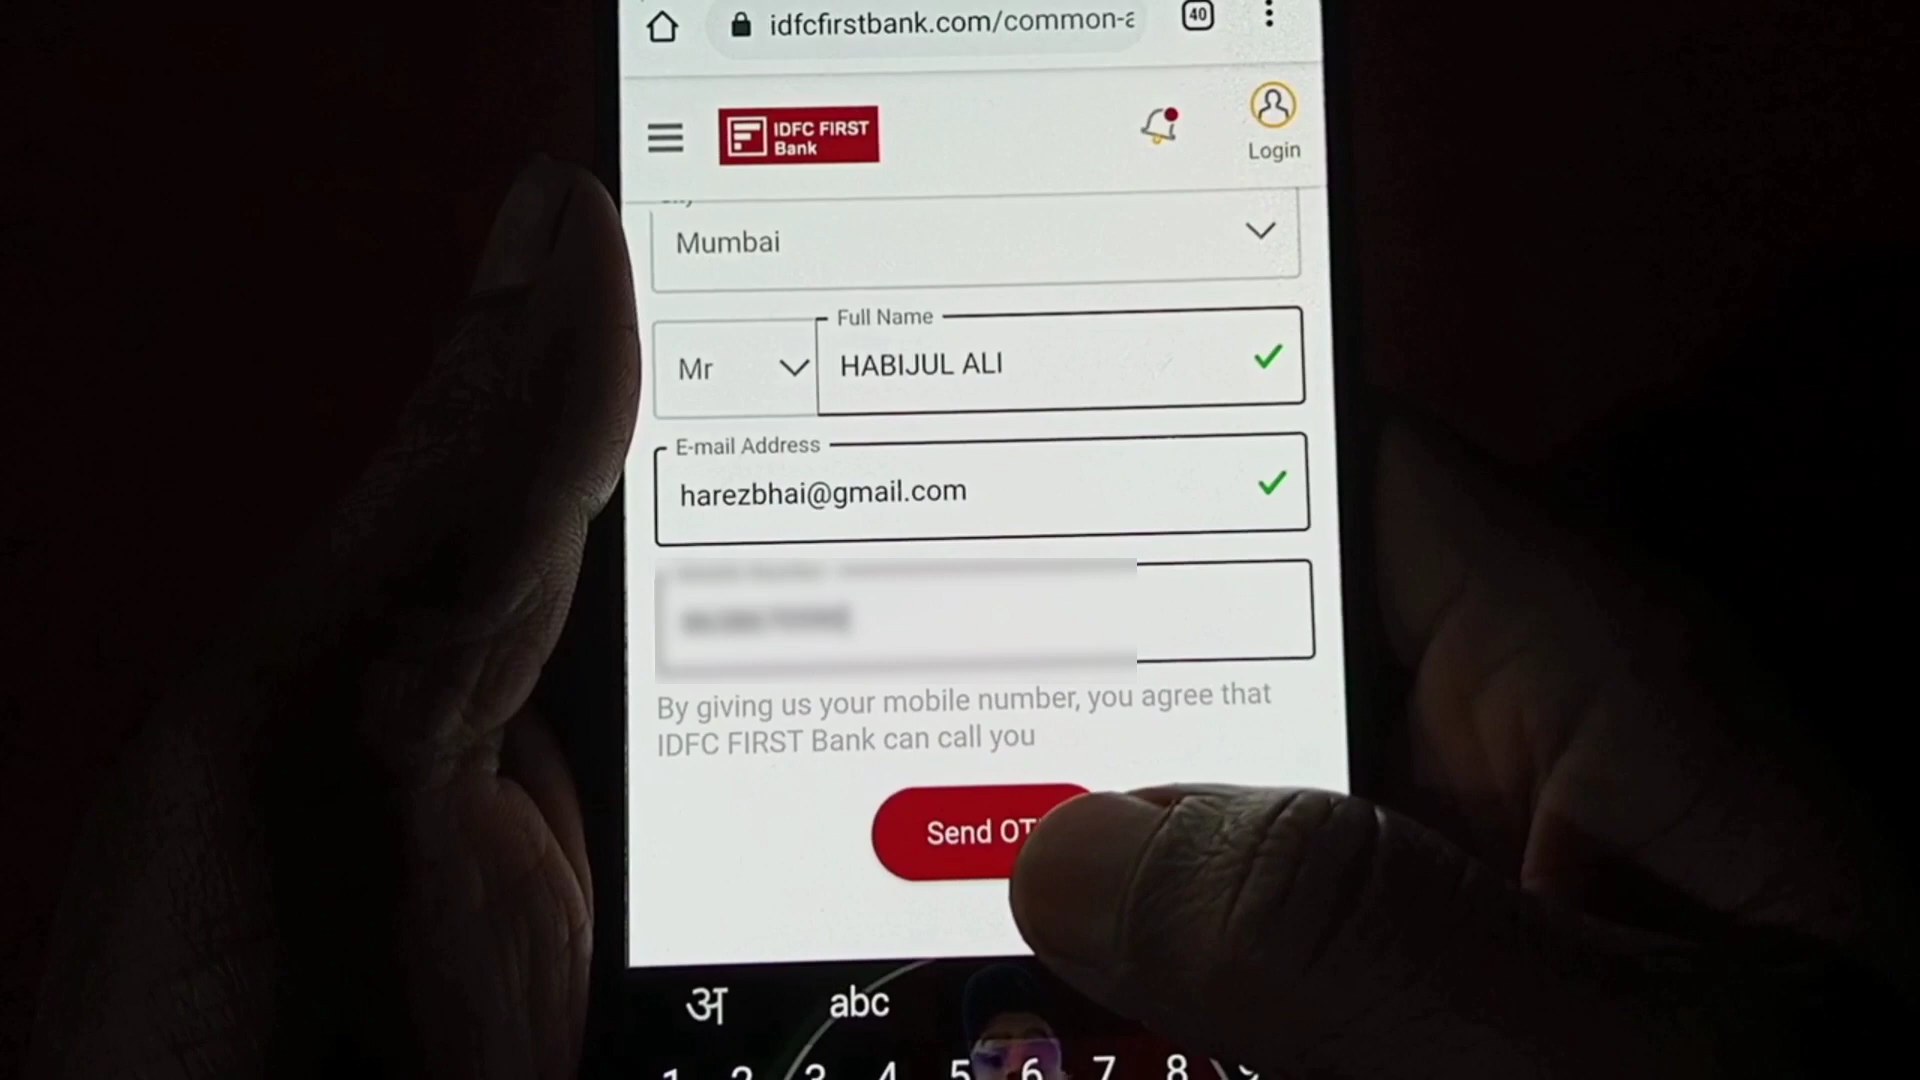 idfcfirstbank.com/common-a
40
IDFC FIRST
Bank
Login
Mumbai
Full Name
Mr
HABIJUL ALI
E-mail Address
harezbhai@gmail.com
By giving us your mobile number, you agree that
IDFC FIRST Bank can call you
Send OT
अ
abc
1 2 3 4 5 6 7 8